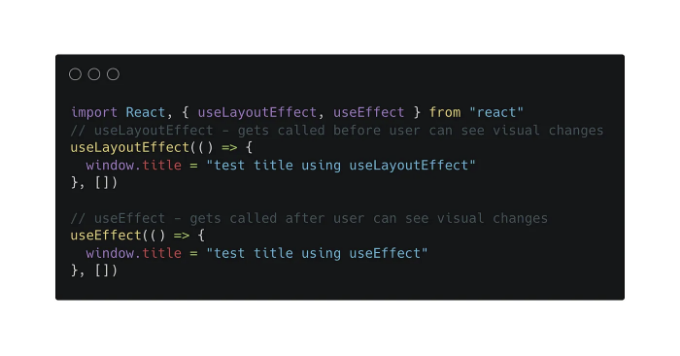 import React, { useLayoutEffect, useEffect } from "react"
// useLayoutEffect - gets called before user can see visual changes
useLayoutEffect(() => {
window.title = "test title using useLayoutEffect"
}, [])
// useEffect - gets called after user can see visual changes
useEffect(() => {
window.title = "test title using useEffect"
}, [])